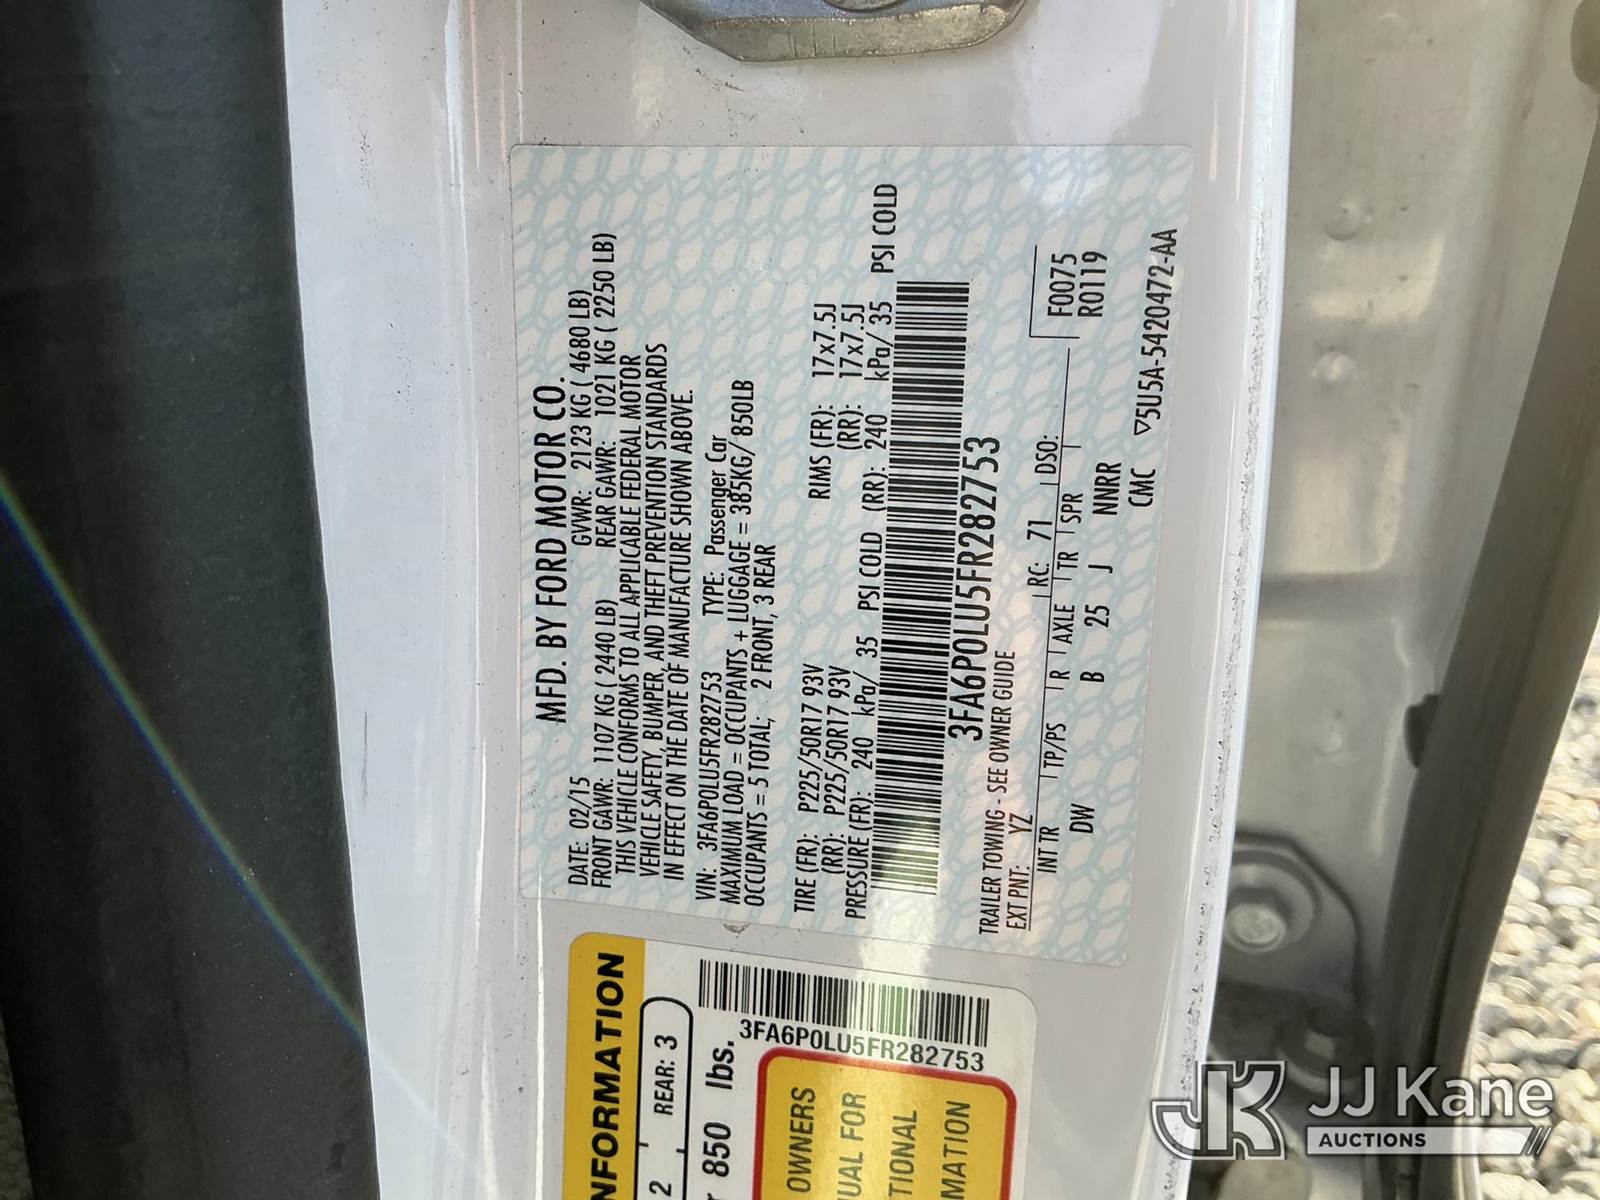 MFD. BY FORD MOTOR CO.
DATE: 02/15 GVWR: 2123 KG ( 4680 LB)
FRONT GAWR: 1107 KG ( 2440 LB) REAR GAWR: 1021 KG ( 2250 LB)
THIS VEHICLE CONFORMS TO ALL APPLICABLE FEDERAL MOTOR
VEHICLE SAFETY, BUMPER, AND THEFT PREVENTION STANDARDS
IN EFFECT ON THE DATE OF MANUFACTURE SHOWN ABOVE.
VIN: 3FA6P0LU5FR282753 TYPE: Passenger Car
MAXIMUM LOAD = OCCUPANTS + LUGGAGE = 385KG/ 850LB
OCCUPANTS = 5 TOTAL; 2 FRONT, 3 REAR
TIRE (FR): P225/50R17 93V RIMS (FR): 17x7.5J
(RR): P225/50R17 93V (RR): 17x7.5J
PRESSURE (FR): 240 kPa/ 35 PSI COLD (RR): 240 kPa/ 35 PSI COLD
3FA6P0LU5FR282753
TRAILER TOWING - SEE OWNER GUIDE
EXT PNT: YZ RC: 71 DSO: F0075
R0119
INT TR TP/PS R AXLE TR SPR
DW B 25 J NNRR
CMC ▽5U5A-5420472-AA
NFORMATION
2 REAR: 3
850 lbs.
3FA6P0LU5FR282753
OWNERS
UAL FOR
TIONAL
MATION
JK JJ Kane
AUCTIONS